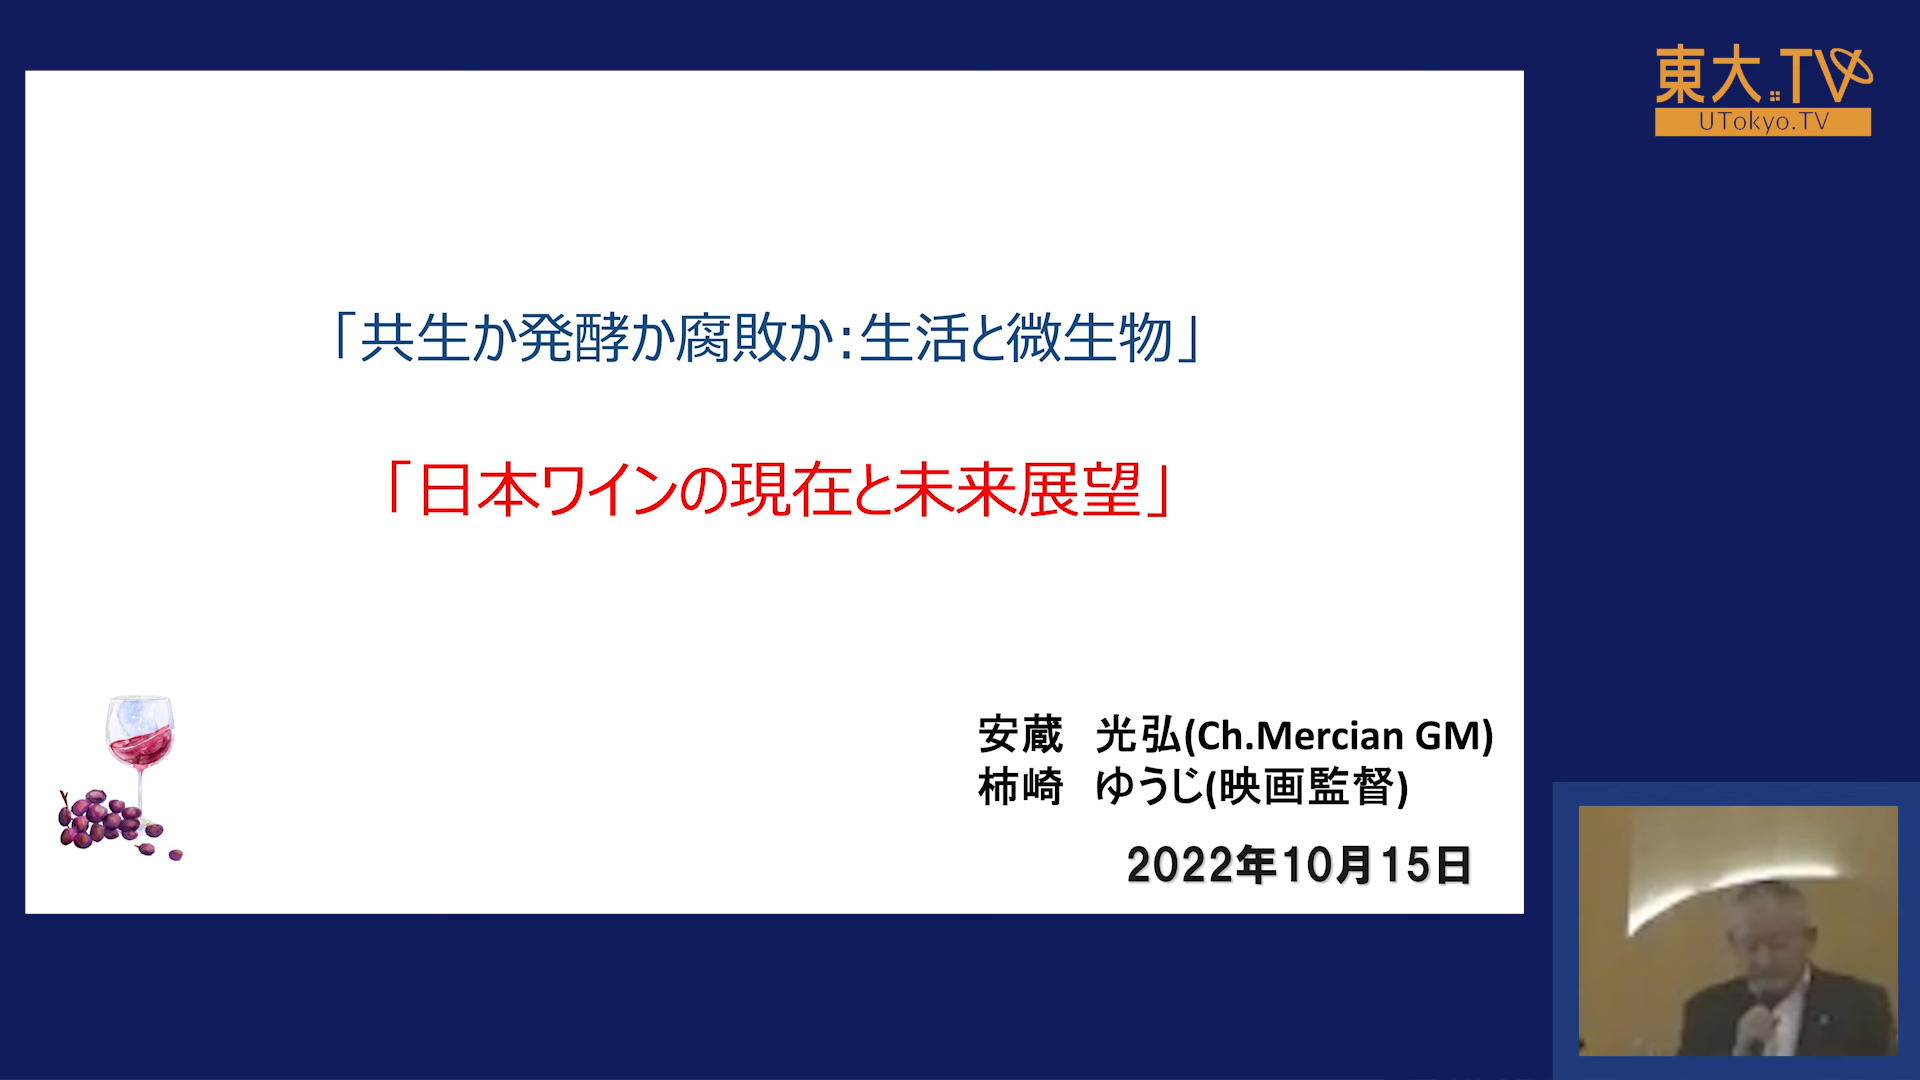 東大TV
UTokyo.TV
「共生か発酵か腐敗か：生活と微生物」
「日本ワインの現在と未来展望」
安蔵　光弘(Ch.Mercian GM)
柿崎　ゆうじ(映画監督)
2022年10月15日